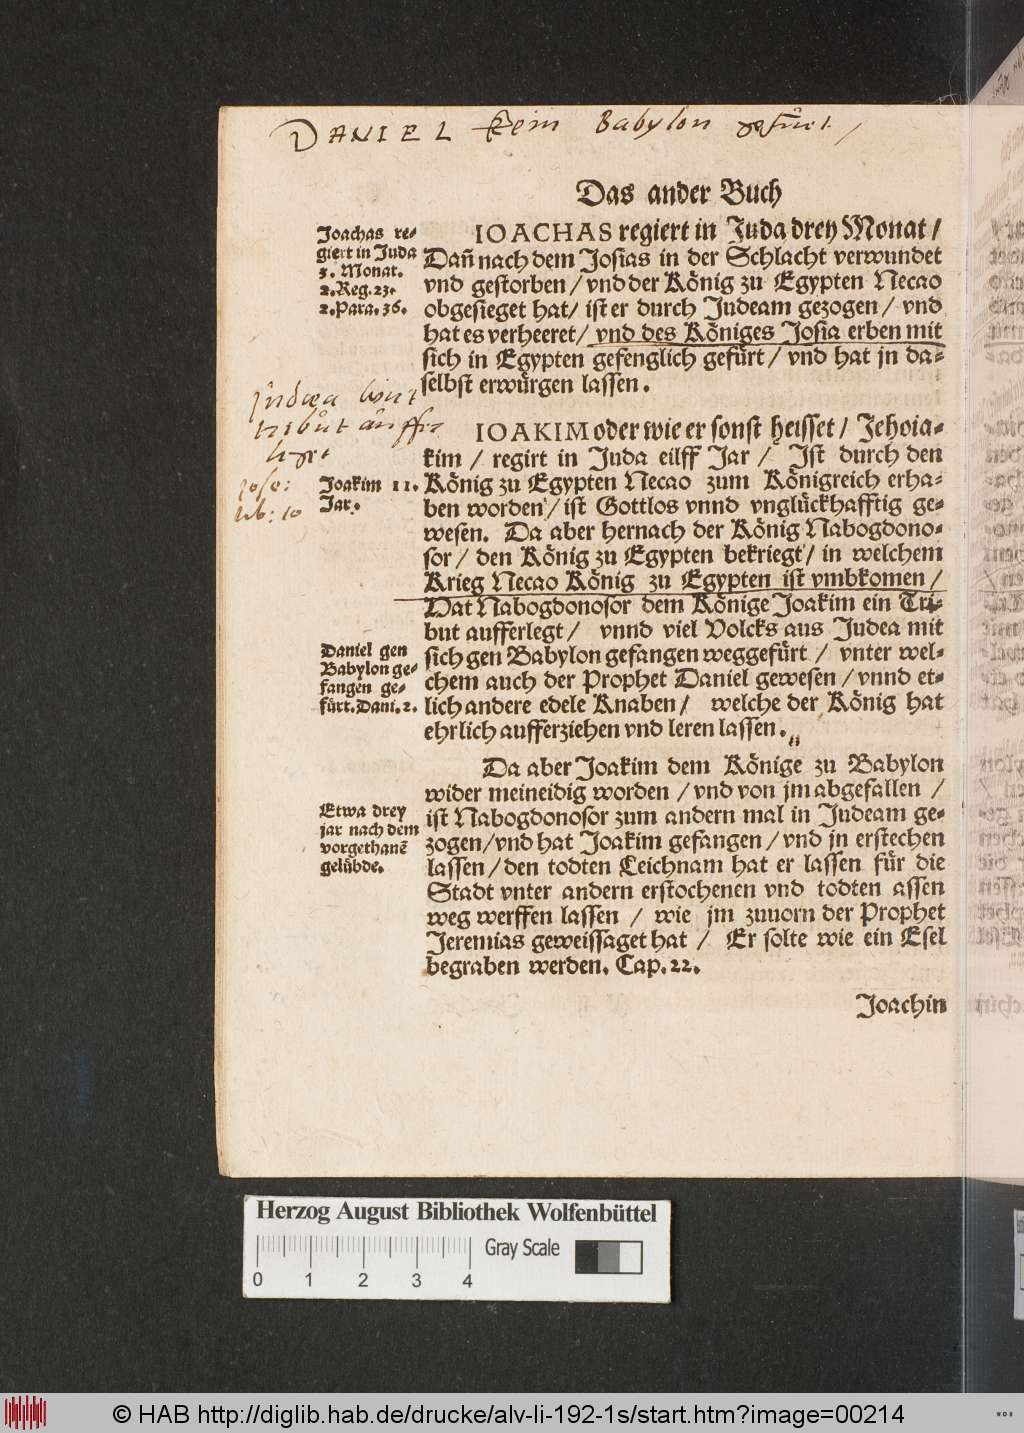 DANIEL kein Babylon gefürt /
Das ander Buch
Joachas re-
giert in Juda
3. Monat.
2. Reg. 23.
2. Para. 36.
IOACHAS regiert in Juda drey Monat /
Dañ nach dem Josias in der Schlacht verwundet
vnd gestorben / vnd der König zu Egypten Necao
obgesieget hat / ist er durch Judeam gezogen / vnd
hat es verheeret / vnd des Königes Josia erben mit
sich in Egypten gefenglich gefürt / vnd hat jn da-
selbst erwürgen lassen.
Judæa wirt
tribut auffer
legt
Joakim 11.
Jar.
IOAKIM oder wie er sonst heisset / Jehoia-
kim / regirt in Juda eilff Jar / Ist durch den
König zu Egypten Necao zum Königreich erha-
ben worden / ist Gottlos vnnd vnglückhafftig ge-
wesen. Da aber hernach der König Nabogdono-
sor / den König zu Egypten bekriegt / in welchem
Krieg Necao König zu Egypten ist vmbkomen /
Hat Nabogdonosor dem Könige Joakim ein Tri-
but aufferlegt / vnnd viel Volcks aus Judea mit
sich gen Babylon gefangen weggefürt / vnter wel-
chem auch der Prophet Daniel gewesen / vnnd et-
lich andere edele Knaben / welche der König hat
ehrlich aufferziehen vnd leren lassen.
Daniel gen
Babylon ge-
fangen ge-
fürt. Dani. 2.
Da aber Joakim dem Könige zu Babylon
wider meineidig worden / vnd von jm abgefallen /
ist Nabogdonosor zum andern mal in Judeam ge-
zogen / vnd hat Joakim gefangen / vnd jn erstechen
lassen / den todten Leichnam hat er lassen für die
Stadt vnter andern erstochenen vnd todten assen
weg werffen lassen / wie jm zuuorn der Prophet
Jeremias geweissaget hat / Er solte wie ein Esel
begraben werden. Cap. 22.
Etwa drey
jar nach dem
vorgethanẽ
gelübde.
Joachin
Herzog August Bibliothek Wolfenbüttel
Gray Scale
0 1 2 3 4
© HAB http://diglib.hab.de/drucke/alv-li-192-1s/start.htm?image=00214